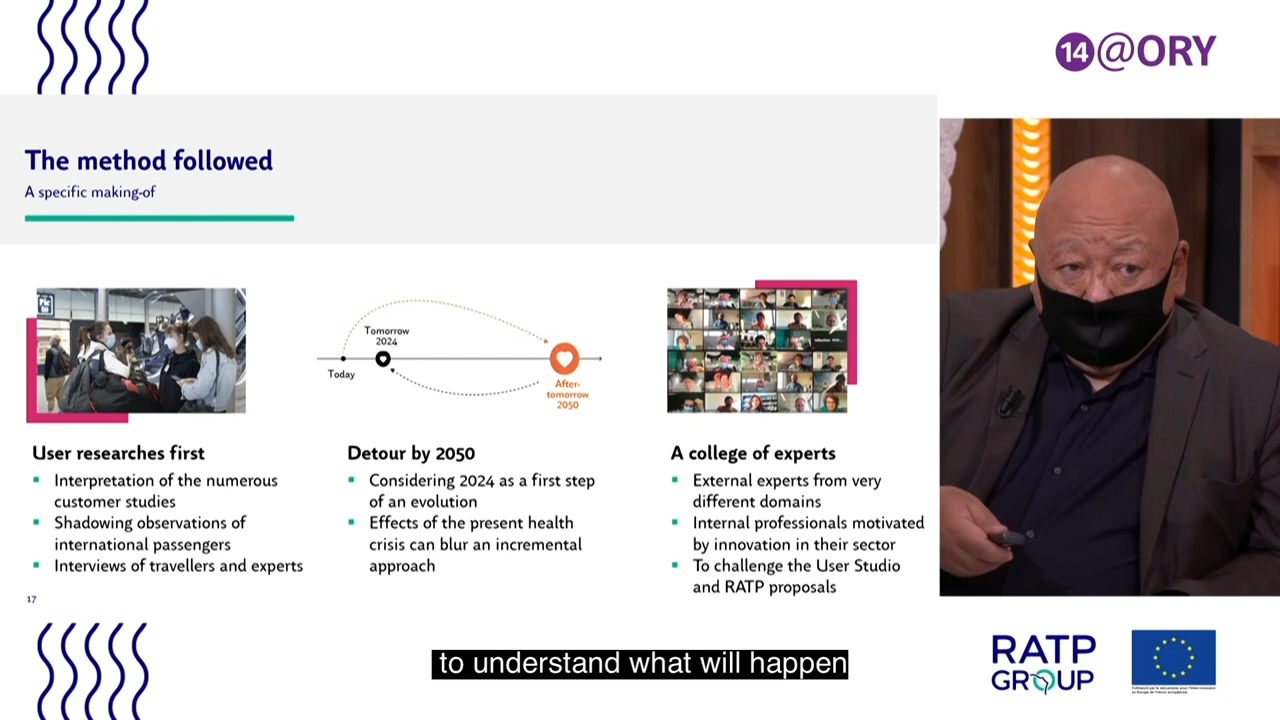 14@ORY
The method followed
A specific making-of
Tomorrow
2024
Today
After-
tomorrow
2050
User researches first
▪ Interpretation of the numerous
customer studies
▪ Shadowing observations of
international passengers
▪ Interviews of travellers and experts
Detour by 2050
▪ Considering 2024 as a first step
of an evolution
▪ Effects of the present health
crisis can blur an incremental
approach
A college of experts
▪ External experts from very
different domains
▪ Internal professionals motivated
by innovation in their sector
▪ To challenge the User Studio
and RATP proposals
17
to understand what will happen
RATP
GROUP